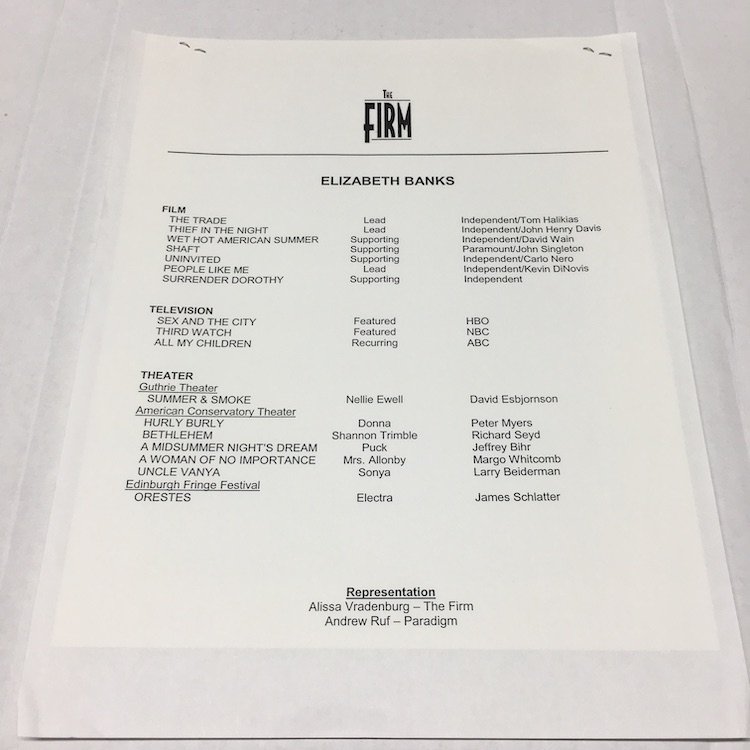 THE
FIRM
ELIZABETH BANKS
FILM
THE TRADE Lead Independent/Tom Halikias
THIEF IN THE NIGHT Lead Independent/John Henry Davis
WET HOT AMERICAN SUMMER Supporting Independent/David Wain
SHAFT Supporting Paramount/John Singleton
UNINVITED Supporting Independent/Carlo Nero
PEOPLE LIKE ME Lead Independent/Kevin DiNovis
SURRENDER DOROTHY Supporting Independent
TELEVISION
SEX AND THE CITY Featured HBO
THIRD WATCH Featured NBC
ALL MY CHILDREN Recurring ABC
THEATER
Guthrie Theater
SUMMER & SMOKE Nellie Ewell David Esbjornson
American Conservatory Theater
HURLY BURLY Donna Peter Myers
BETHLEHEM Shannon Trimble Richard Seyd
A MIDSUMMER NIGHT'S DREAM Puck Jeffrey Bihr
A WOMAN OF NO IMPORTANCE Mrs. Allonby Margo Whitcomb
UNCLE VANYA Sonya Larry Beiderman
Edinburgh Fringe Festival
ORESTES Electra James Schlatter
Representation
Alissa Vradenburg – The Firm
Andrew Ruf – Paradigm